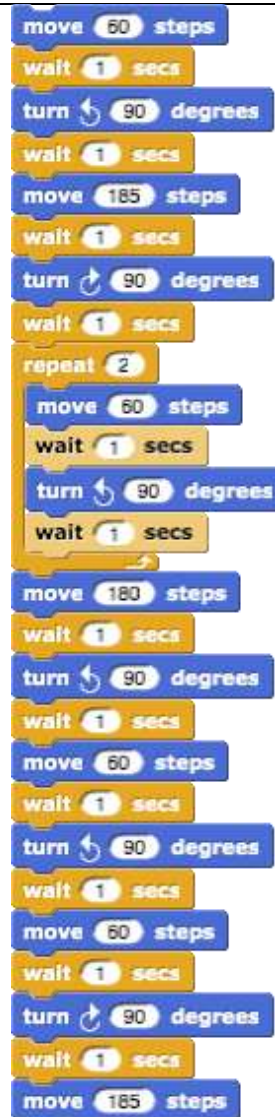 move 60 steps
wait 1 secs
turn 90 degrees
wait 1 secs
move 185 steps
wait 1 secs
turn 90 degrees
wait 1 secs
repeat 2
move 60 steps
wait 1 secs
turn 90 degrees
wait 1 secs
move 180 steps
wait 1 secs
turn 90 degrees
wait 1 secs
move 60 steps
wait 1 secs
turn 90 degrees
wait 1 secs
move 60 steps
wait 1 secs
turn 90 degrees
wait 1 secs
move 185 steps